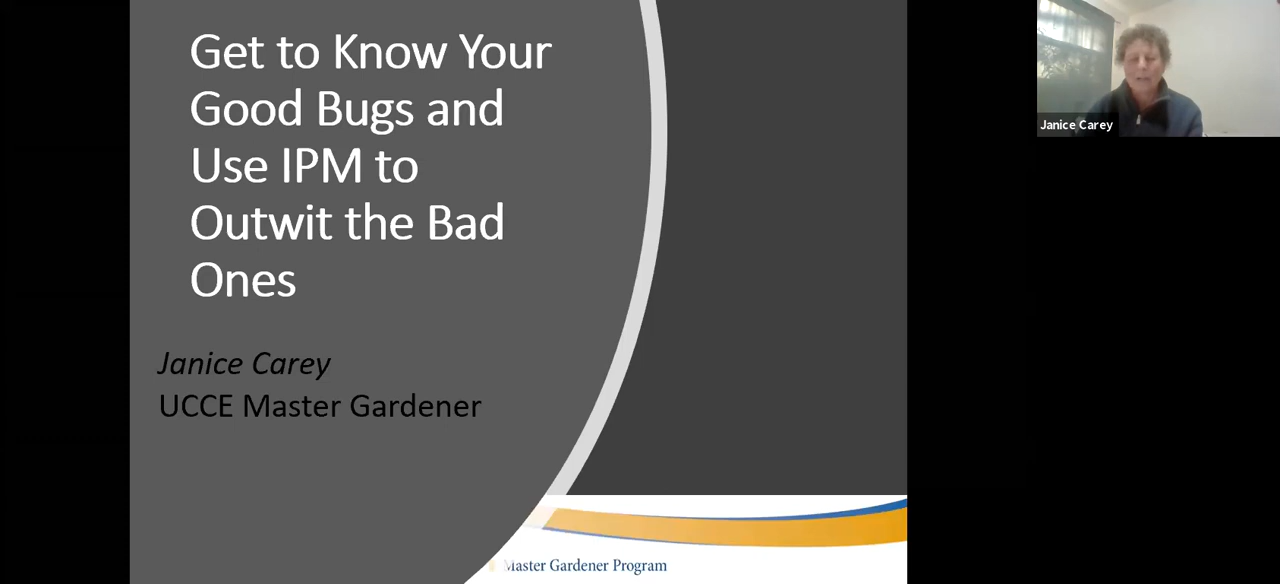 Get to Know Your
Good Bugs and
Use IPM to
Outwit the Bad
Ones
Janice Carey
UCCE Master Gardener
Master Gardener Program
Janice Carey